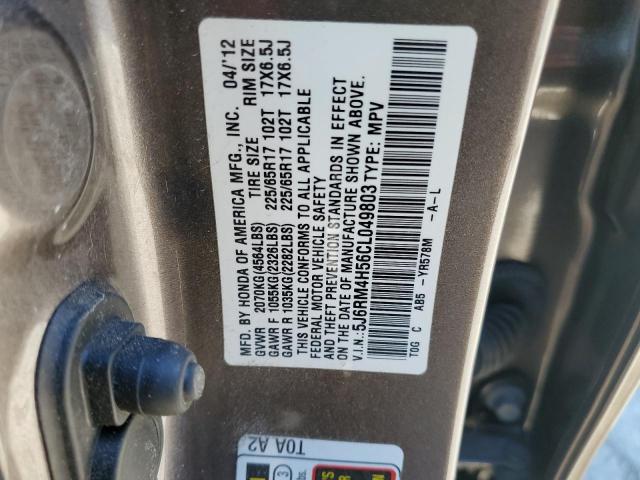 MFD. BY HONDA OF AMERICA MFG., INC. 04/'12
TIRE SIZE RIM SIZE
GVWR 2070KG(4564LBS)
GAWR F 1055KG(2326LBS) 225/65R17 102T 17X6.5J
GAWR R 1035KG(2282LBS) 225/65R17 102T 17X6.5J
THIS VEHICLE CONFORMS TO ALL APPLICABLE
FEDERAL MOTOR VEHICLE SAFETY
AND THEFT PREVENTION STANDARDS IN EFFECT
ON THE DATE OF MANUFACTURE SHOWN ABOVE.
V.I.N.:5J6RM4H56CL049803 TYPE: MPV
TOG C AB5 -YR578M -A-L
T0A A2
3